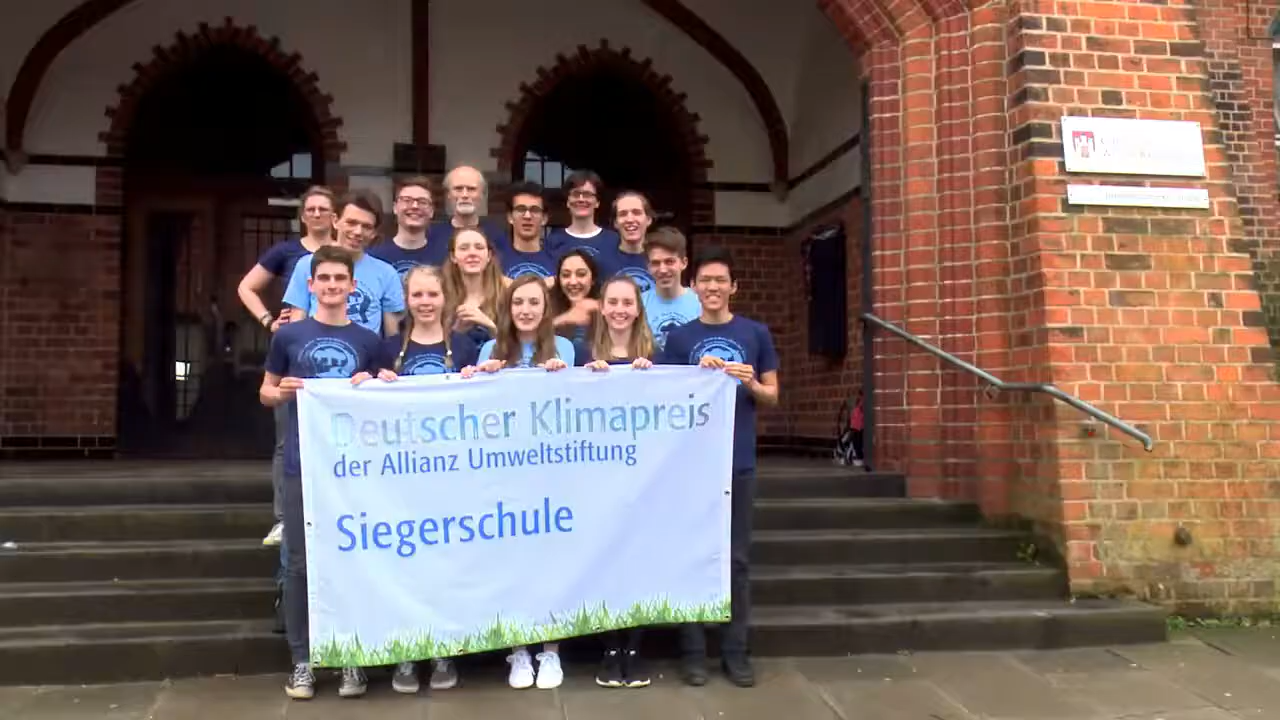 Deutscher Klimapreis
der Allianz Umweltstiftung
Siegerschule